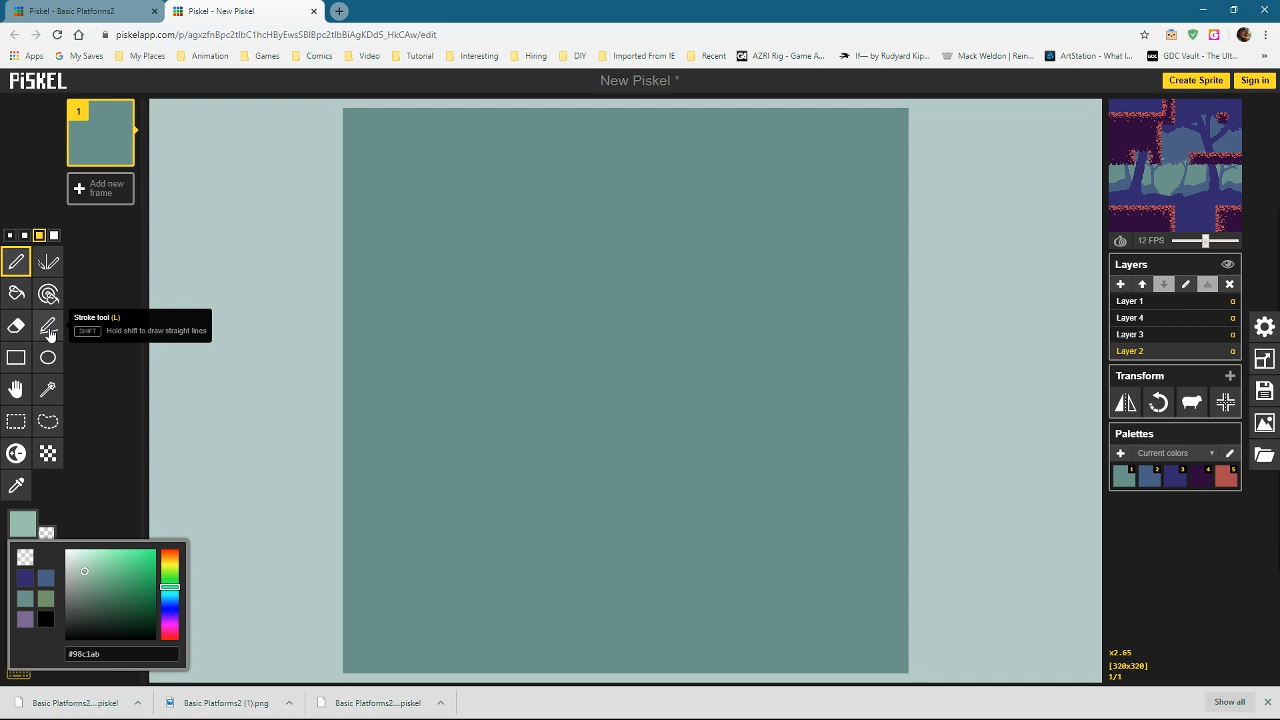 Piskel - Basic Platforms2
Piskel - New Piskel
piskelapp.com/p/agxzfnBpc2tlbC1hcHByEwsSBlBpc2tlbBiAgKDd5_HkCAw/edit
Apps My Saves My Places Animation Games Comics Video Tutorial Interesting Hiring DIY Imported From IE Recent AZRI Rig - Game A... If— by Rudyard Kip... Mack Weldon | Rein... ArtStation - What I... GDC Vault - The Ult... »
PiSKEL
New Piskel *
Create Sprite
Sign in
1
Add new
frame
12 FPS
Layers
Layer 1 α
Layer 4 α
Layer 3 α
Layer 2 α
Stroke tool (L)
SHIFT Hold shift to draw straight lines
Transform
Palettes
Current colors
1 2 3 4 5
#98c1ab
x2.65
[320x320]
1/1
Basic Platforms2....piskel
Basic Platforms2 (1).png
Basic Platforms2....piskel
Show all